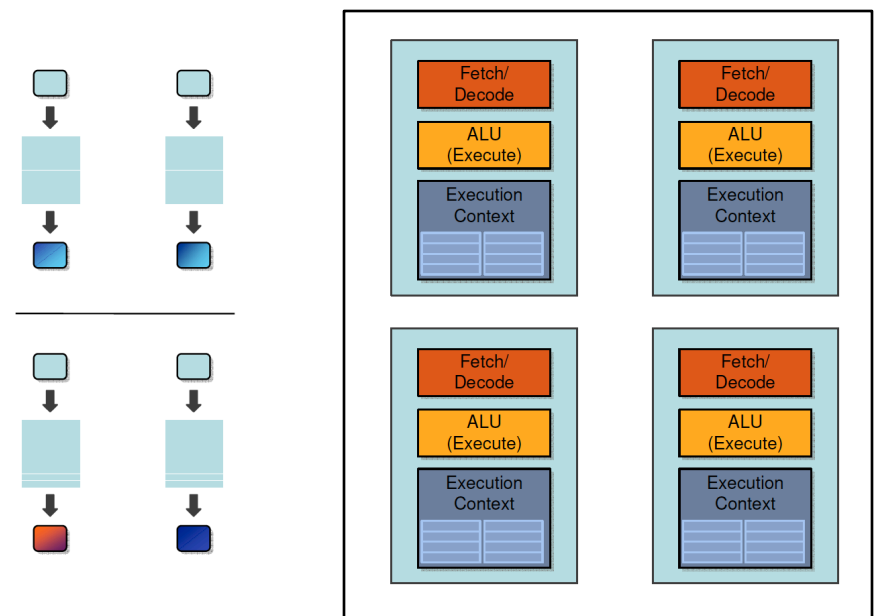 Fetch/
Decode
ALU
(Execute)
Execution
Context
Fetch/
Decode
ALU
(Execute)
Execution
Context
Fetch/
Decode
ALU
(Execute)
Execution
Context
Fetch/
Decode
ALU
(Execute)
Execution
Context